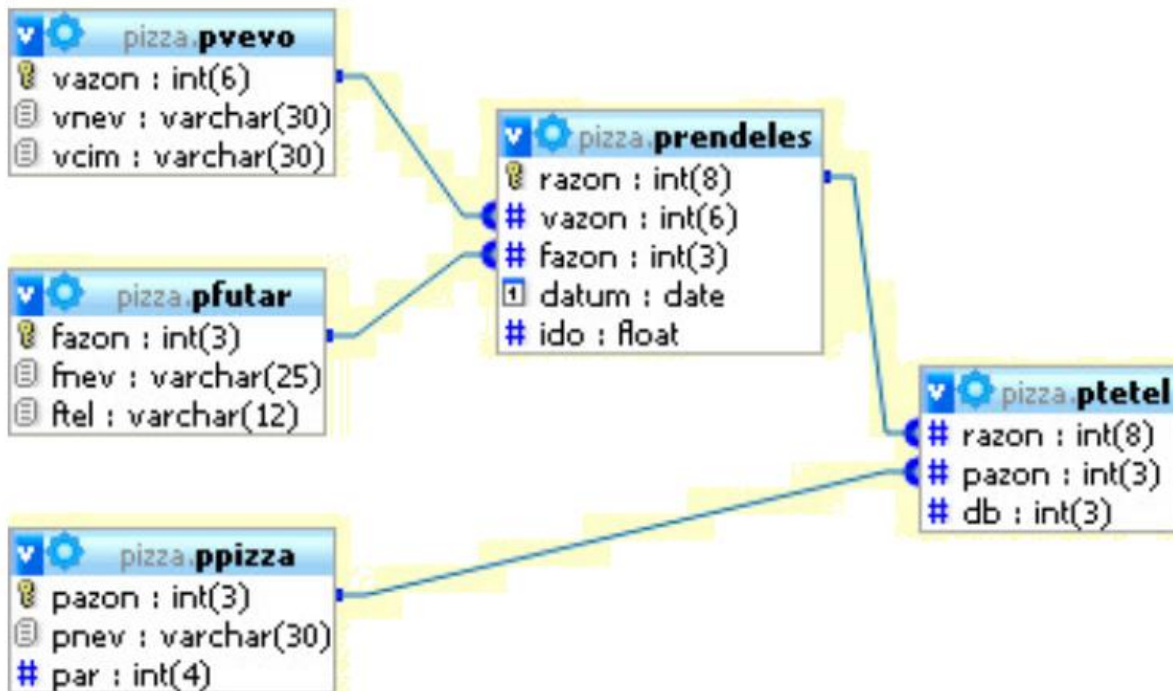 pizza.pvevo
vazon : int(6)
vnev : varchar(30)
vcim : varchar(30)
pizza.prendeles
razon : int(8)
# vazon : int(6)
# fazon : int(3)
datum : date
# ido : float
pizza.pfutar
fazon : int(3)
fnev : varchar(25)
ftel : varchar(12)
pizza.ptetel
# razon : int(8)
# pazon : int(3)
# db : int(3)
pizza.ppizza
pazon : int(3)
pnev : varchar(30)
# par : int(4)